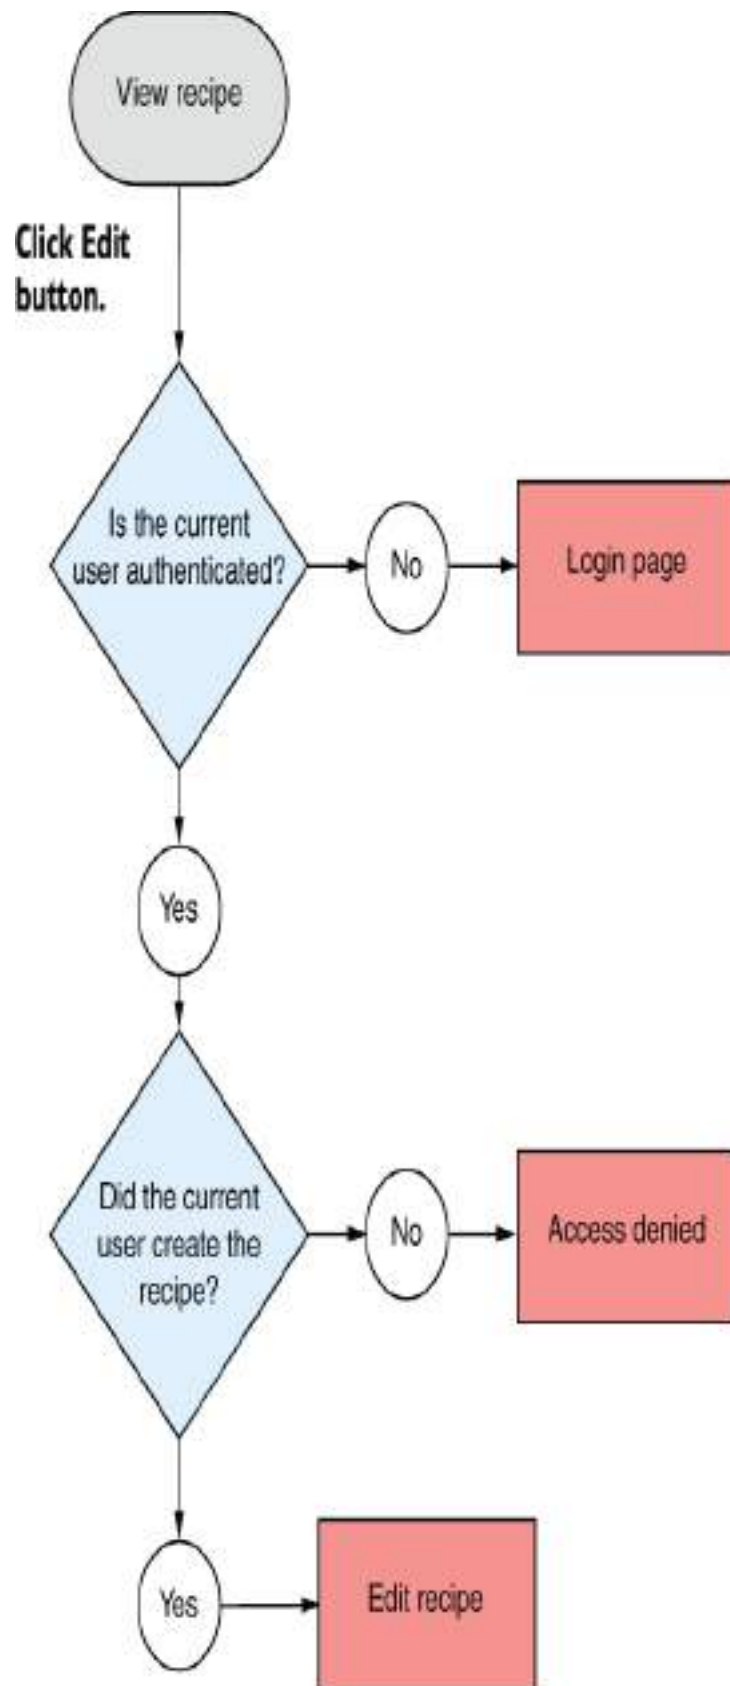 View recipe
Click Edit
button.
Is the current
user authenticated?
No
Login page
Yes
Did the current
user create the
recipe?
No
Access denied
Yes
Edit recipe